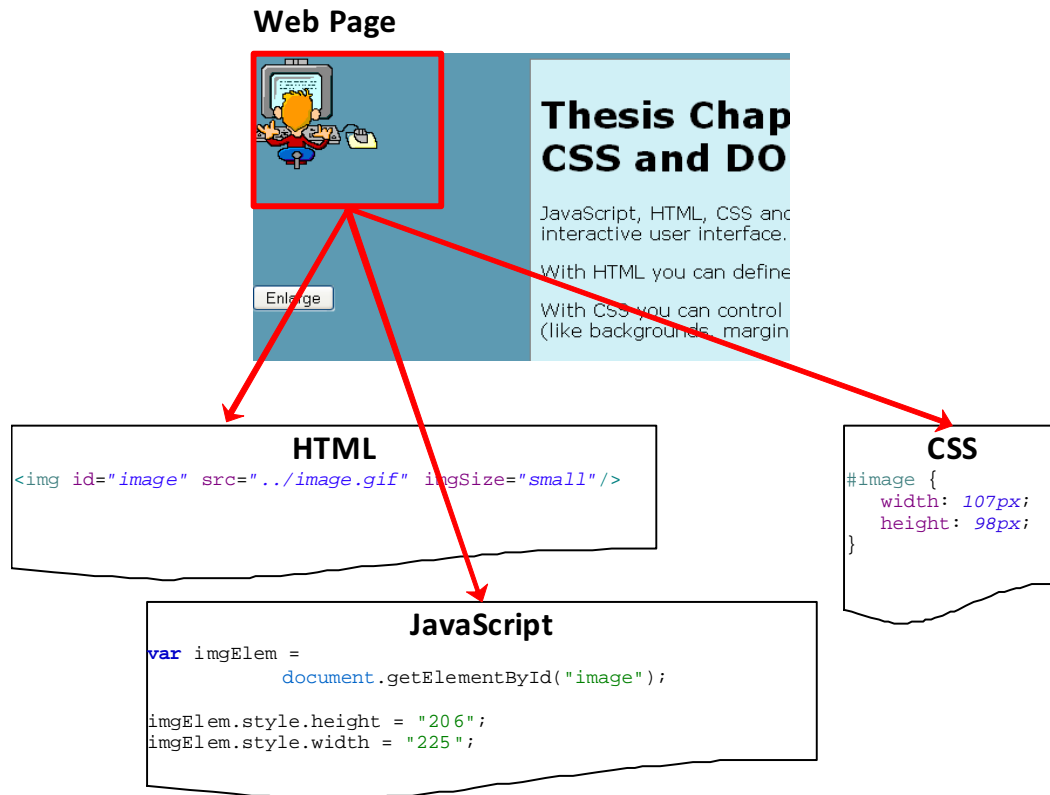 Web Page
Thesis Chap
CSS and DO
JavaScript, HTML, CSS and
interactive user interface.
With HTML you can define
With CSS you can control
(like backgrounds, margin
Enlarge
HTML
<img id="image" src="../image.gif" imgSize="small"/>
CSS
#image {
width: 107px;
height: 98px;
}
JavaScript
var imgElem =
document.getElementById("image");
imgElem.style.height = "206";
imgElem.style.width = "225";